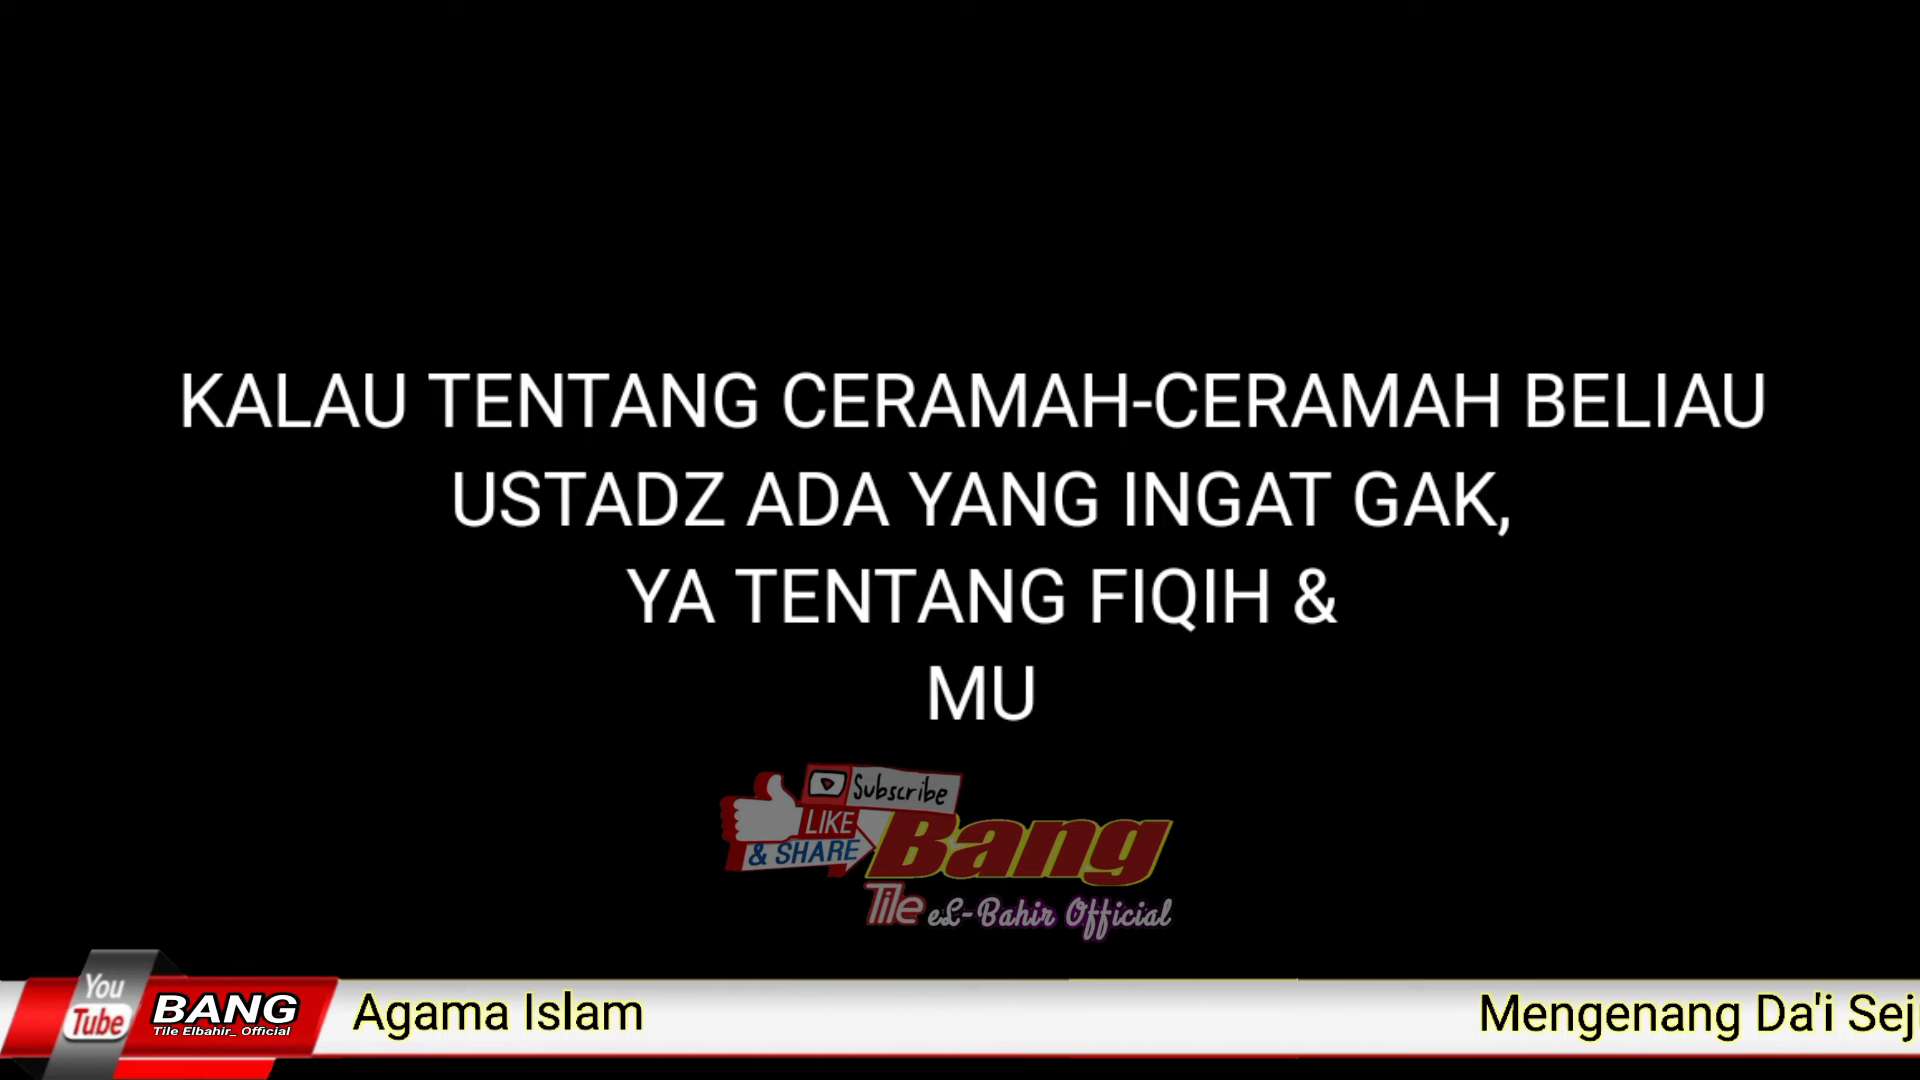 KALAU TENTANG CERAMAH-CERAMAH BELIAU
USTADZ ADA YANG INGAT GAK,
YA TENTANG FIQIH &
MU
Subscribe
LIKE
& SHARE
Bang
Tile eL-Bahir Official
You
Tube
BANG
Tile Elbahir_ Official
Agama Islam
Mengenang Da'i Sej